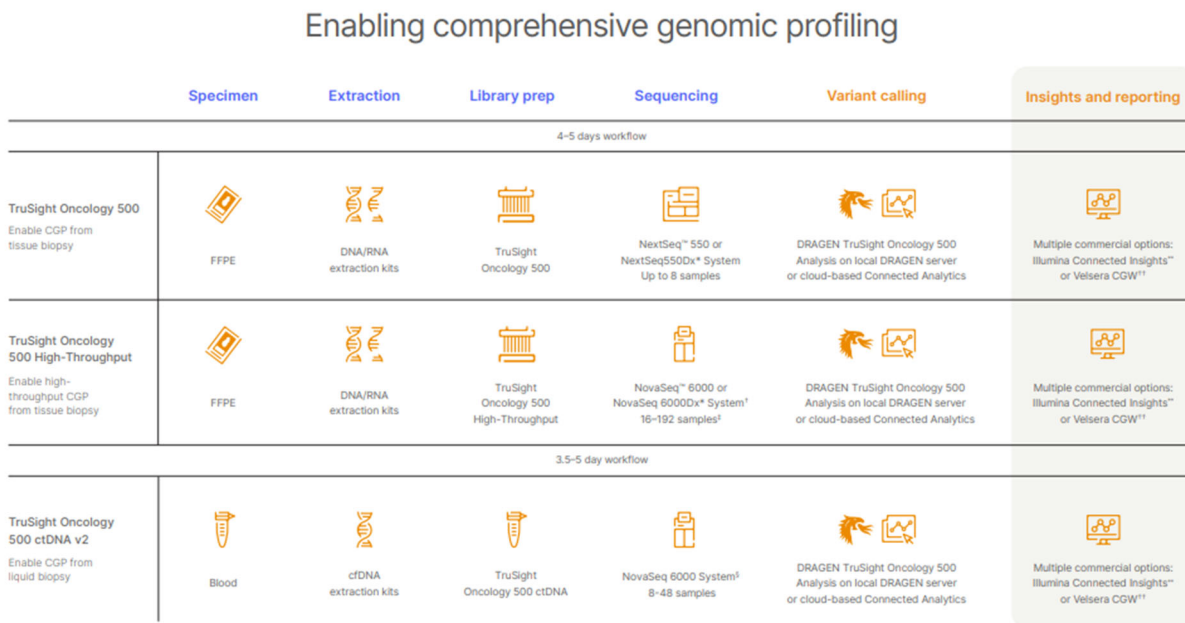 Enabling comprehensive genomic profiling
Specimen
Extraction
Library prep
Sequencing
Variant calling
Insights and reporting
4–5 days workflow
TruSight Oncology 500
Enable CGP from
tissue biopsy
FFPE
DNA/RNA
extraction kits
TruSight
Oncology 500
NextSeq™ 550 or
NextSeq550Dx* System
Up to 8 samples
DRAGEN TruSight Oncology 500
Analysis on local DRAGEN server
or cloud-based Connected Analytics
Multiple commercial options:
Illumina Connected Insights**
or Velsera CGW††
TruSight Oncology
500 High-Throughput
Enable high-
throughput CGP
from tissue biopsy
FFPE
DNA/RNA
extraction kits
TruSight
Oncology 500
High-Throughput
NovaSeq™ 6000 or
NovaSeq 6000Dx* System†
16–192 samples‡
DRAGEN TruSight Oncology 500
Analysis on local DRAGEN server
or cloud-based Connected Analytics
Multiple commercial options:
Illumina Connected Insights**
or Velsera CGW††
3.5–5 day workflow
TruSight Oncology
500 ctDNA v2
Enable CGP from
liquid biopsy
Blood
cfDNA
extraction kits
TruSight
Oncology 500 ctDNA
NovaSeq 6000 System§
8-48 samples
DRAGEN TruSight Oncology 500
Analysis on local DRAGEN server
or cloud-based Connected Analytics
Multiple commercial options:
Illumina Connected Insights**
or Velsera CGW††